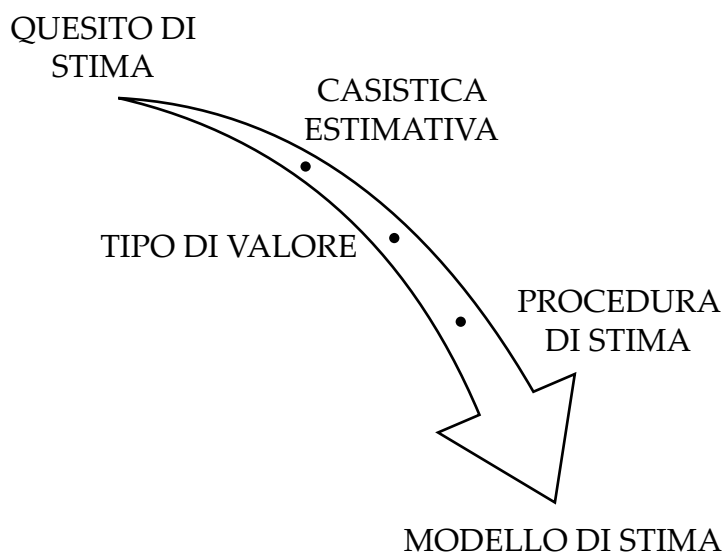 QUESITO DI
STIMA
CASISTICA
ESTIMATIVA
TIPO DI VALORE
PROCEDURA
DI STIMA
MODELLO DI STIMA